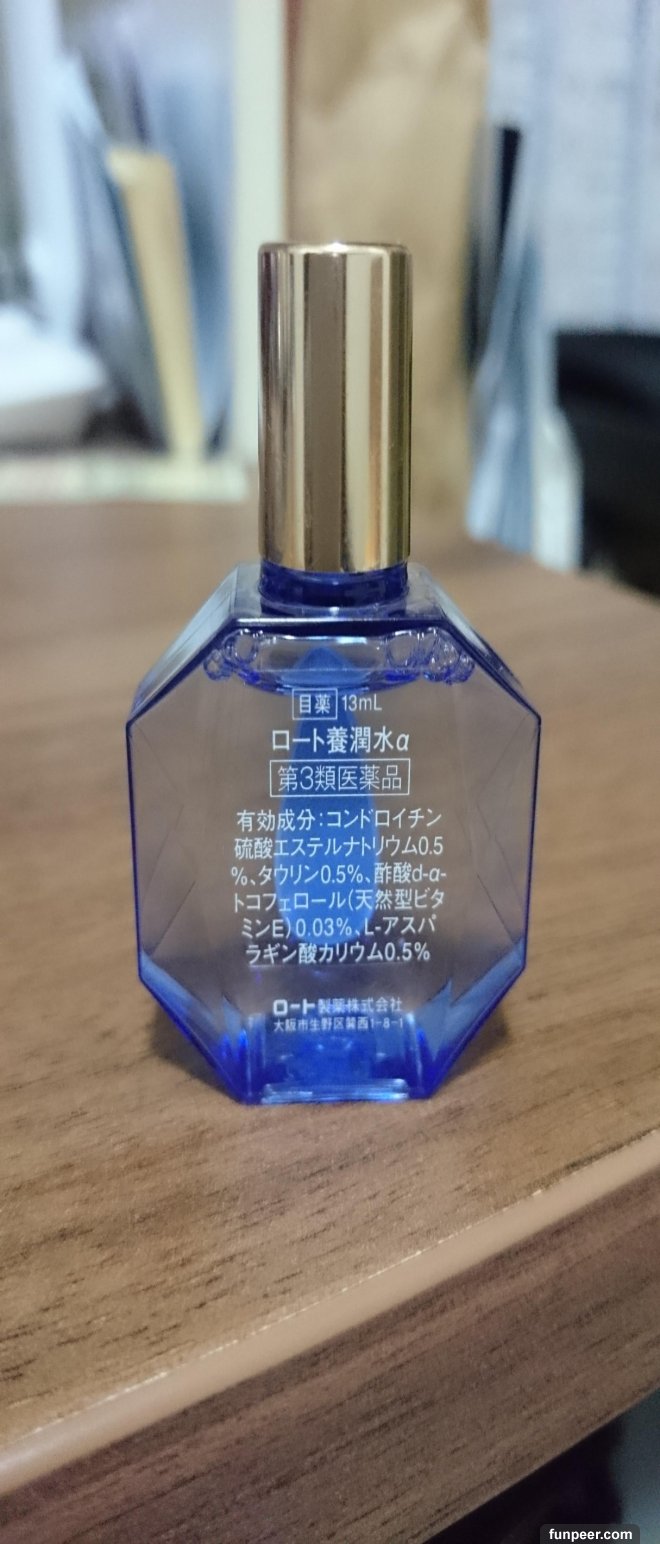 目薬 13mL
ロート養潤水α
第3類医薬品
有効成分:コンドロイチン
硫酸エステルナトリウム0.5
%、タウリン0.5%、酢酸d-α-
トコフェロール(天然型ビタ
ミンE)0.03%、L-アスパ
ラギン酸カリウム0.5%
ロート製薬株式会社
大阪市生野区巽西1-8-1
funpeer.com